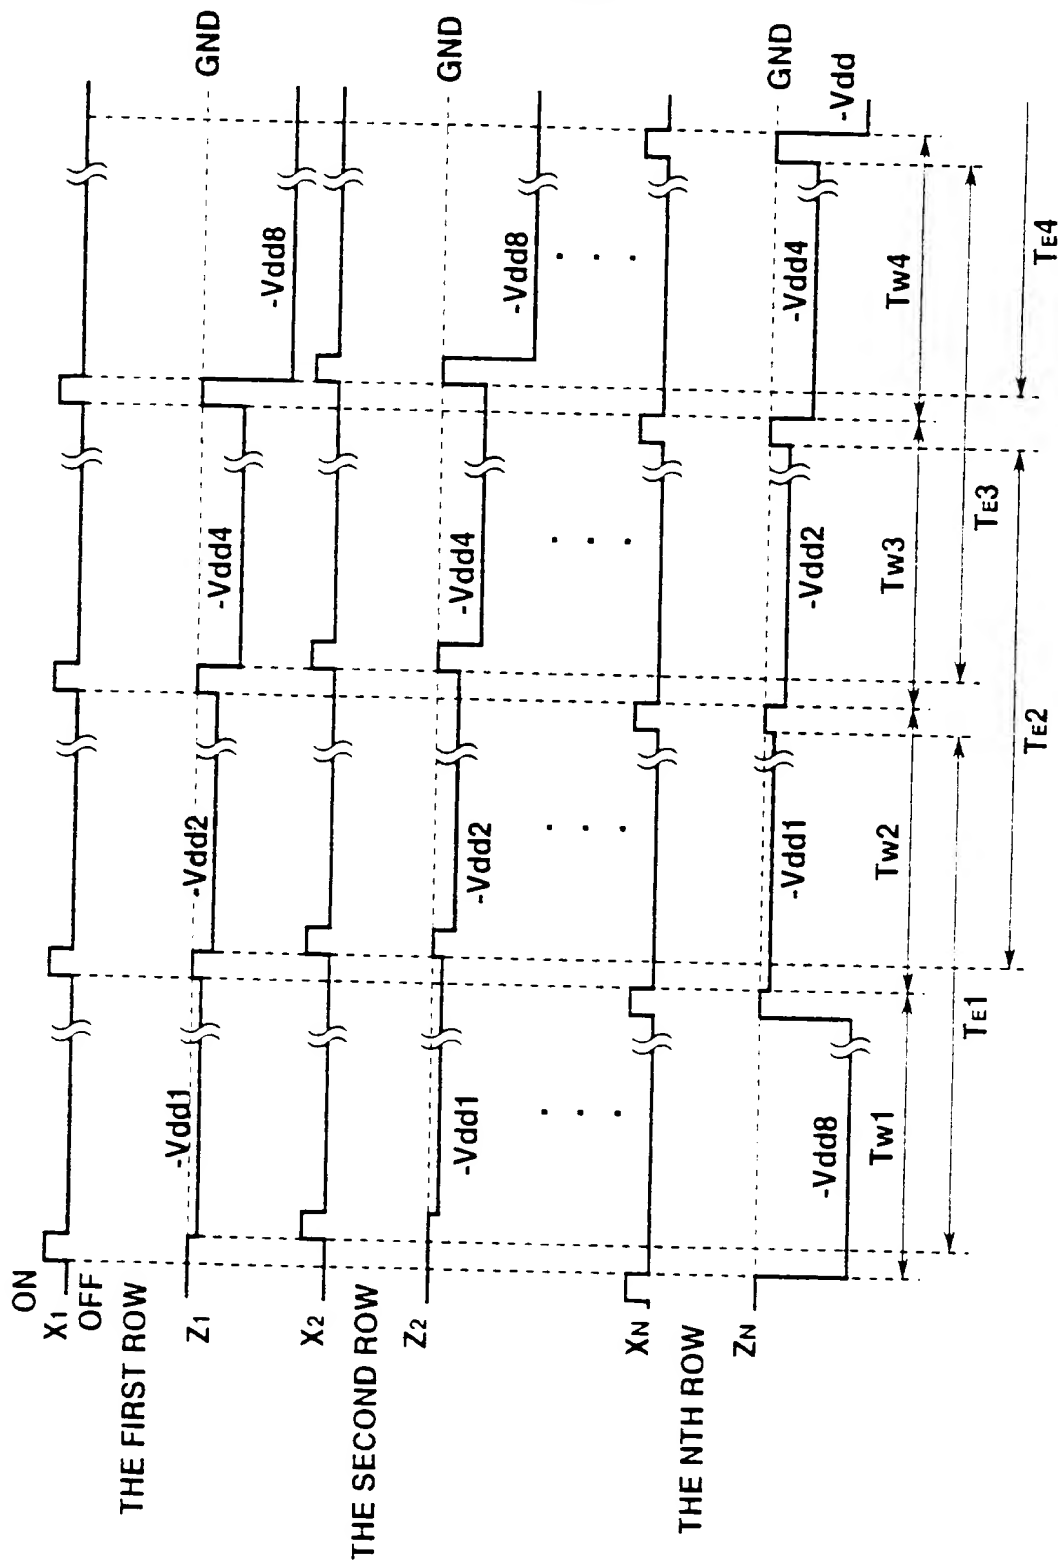 ON
X1
OFF
THE FIRST ROW
Z1
-Vdd1
-Vdd2
-Vdd4
-Vdd8
GND
X2
THE SECOND ROW
Z2
-Vdd1
-Vdd2
-Vdd4
-Vdd8
GND
XN
THE NTH ROW
ZN
-Vdd8
-Vdd1
-Vdd2
-Vdd4
GND
-Vdd
TW1
TW2
TW3
TW4
TE1
TE2
TE3
TE4